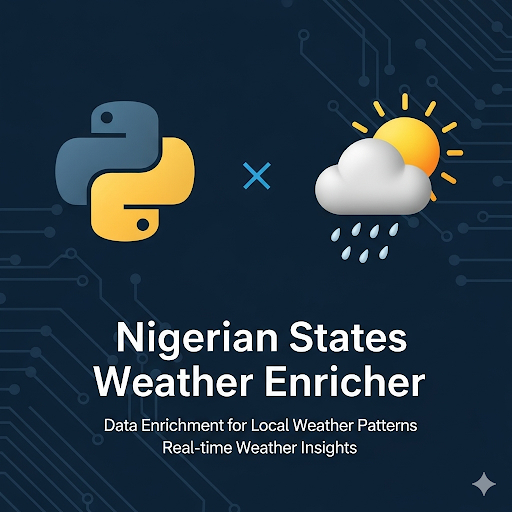 Nigerian States
Weather Enricher
Data Enrichment for Local Weather Patterns
Real-time Weather Insights